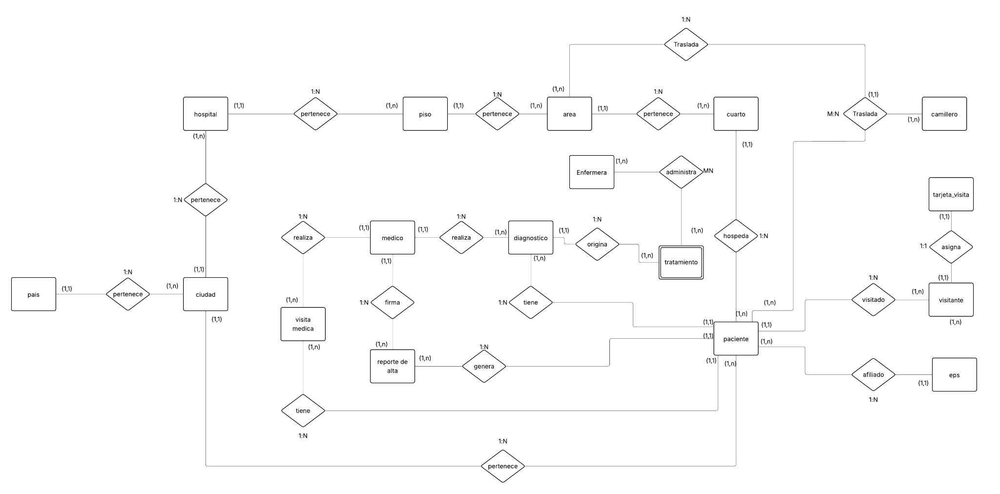 1:N
Traslada
(1,n)
1:N
1:N
1:N
(1,1)
hospital
(1,1)
pertenece
(1,n)
piso
(1,1)
pertenece
(1,n)
area
(1,1)
pertenece
(1,n)
cuarto
M:N
Traslada
(1,n)
camillero
(1,n)
(1,1)
Enfermera
(1,n)
administra
MN
1:N
pertenece
tarjeta_visita
(1,1)
1:N
1:N
1:N
realiza
(1,1)
medico
(1,1)
realiza
(1,n)
diagnostico
(1,1)
origina
(1,n)
(1,n)
hospeda
1:N
1:1
asigna
(1,1)
(1,n)
(1,n)
tratamiento
(1,1)
1:N
(1,1)
1:N
pais
(1,1)
pertenece
(1,n)
ciudad
(1,1)
(1,n)
1:N
firma
1:N
tiene
(1,n)
(1,n)
visitado
(1,n)
visitante
(1,n)
visita
medica
(1,n)
(1,1)
(1,1)
paciente
(1,1)
(1,n)
(1,n)
reporte de
alta
(1,n)
1:N
genera
(1,1)
(1,n)
afiliado
1:N
eps
(1,1)
tiene
1:N
1:N
pertenece